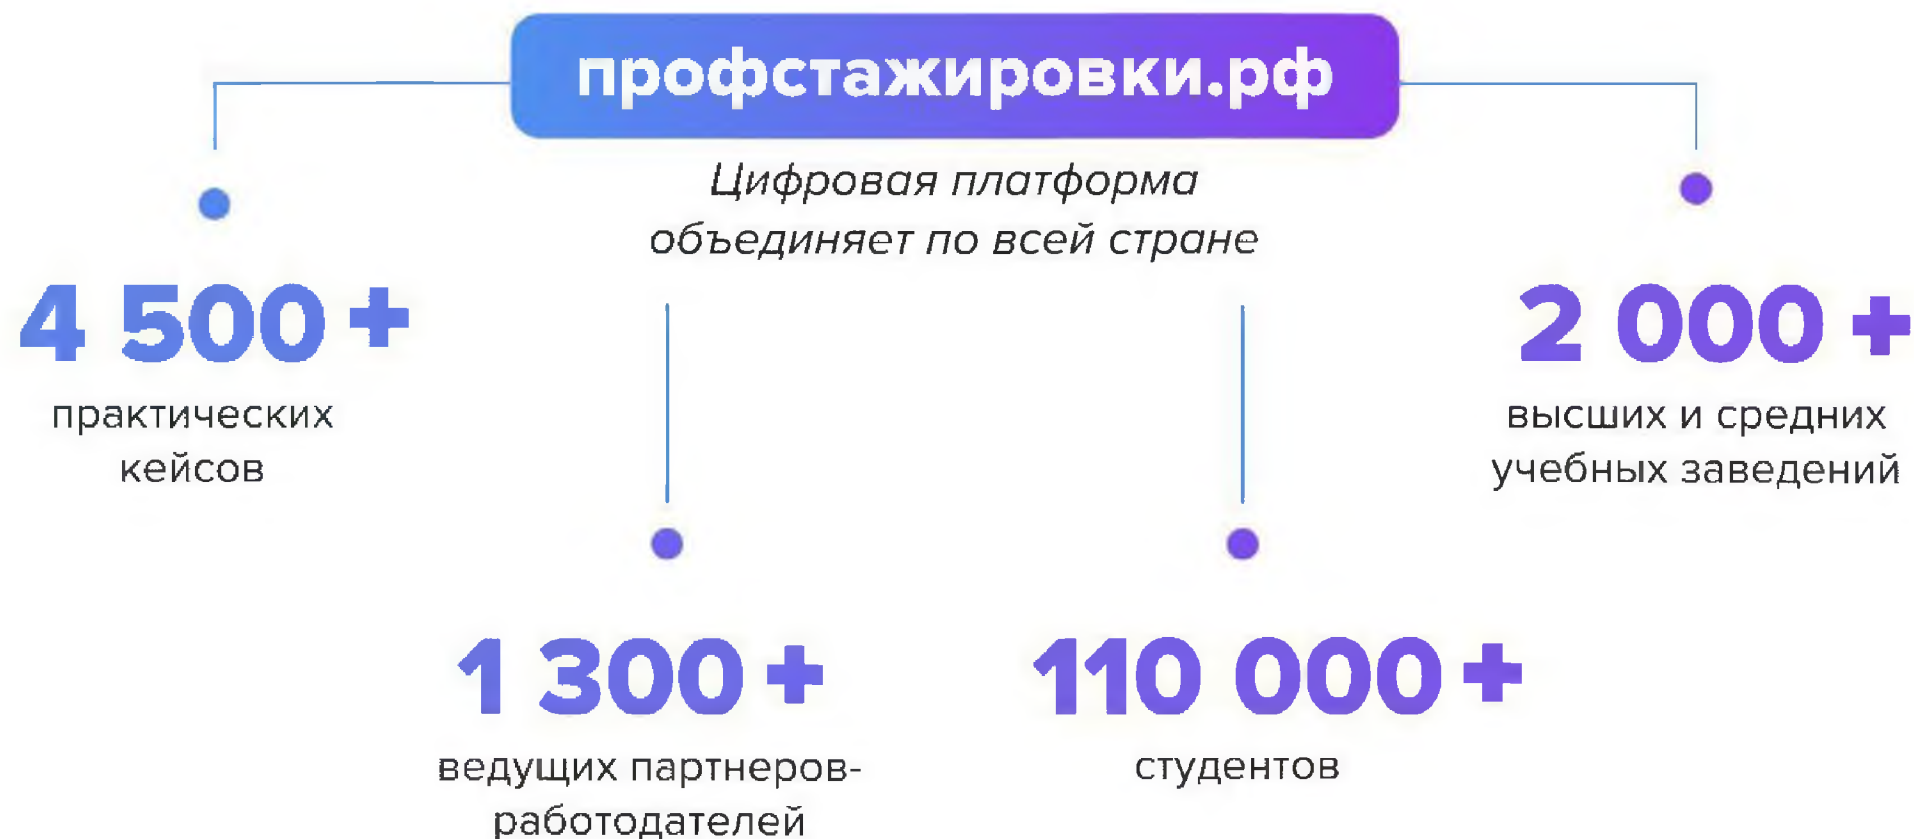 профстажировки.рф
Цифровая платформа
объединяет по всей стране
4 500 +
практических
кейсов
2 000 +
высших и средних
учебных заведений
1 300 +
ведущих партнеров-
работодателей
110 000 +
студентов